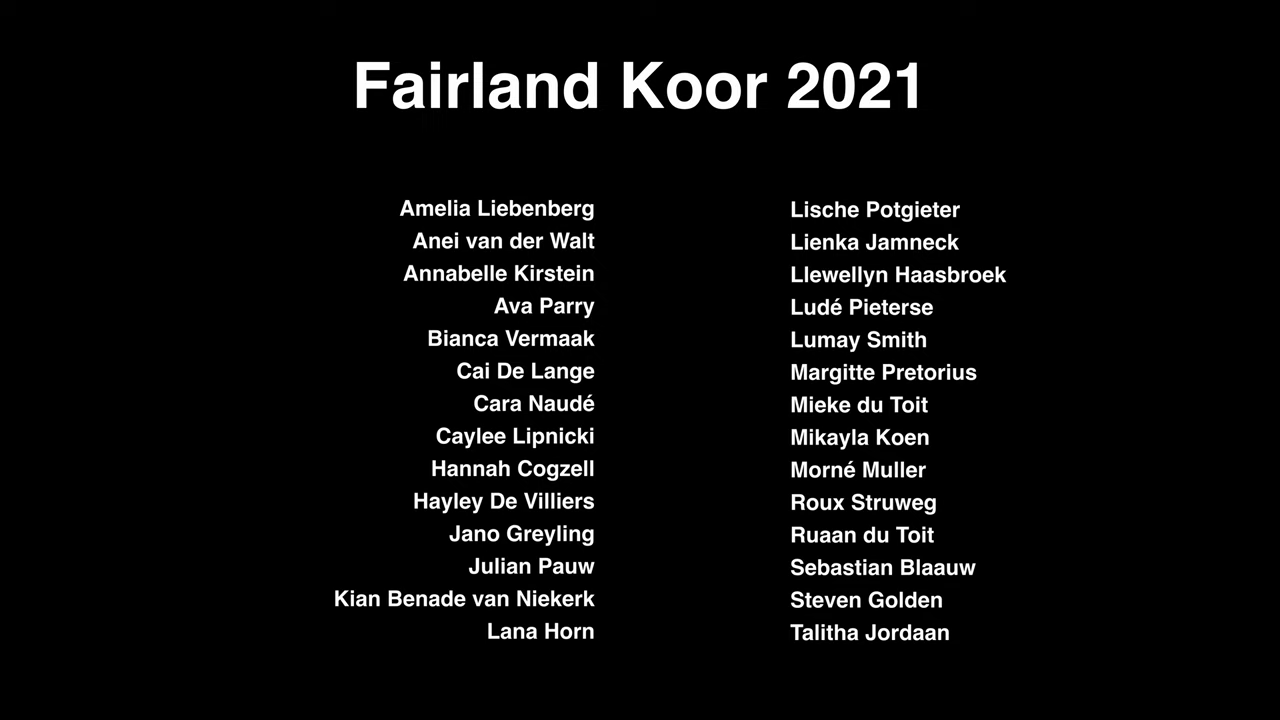 Fairland Koor 2021
Amelia Liebenberg
Anei van der Walt
Annabelle Kirstein
Ava Parry
Bianca Vermaak
Cai De Lange
Cara Naudé
Caylee Lipnicki
Hannah Cogzell
Hayley De Villiers
Jano Greyling
Julian Pauw
Kian Benade van Niekerk
Lana Horn
Lische Potgieter
Lienka Jamneck
Llewellyn Haasbroek
Ludé Pieterse
Lumay Smith
Margitte Pretorius
Mieke du Toit
Mikayla Koen
Morné Muller
Roux Struweg
Ruaan du Toit
Sebastian Blaauw
Steven Golden
Talitha Jordaan